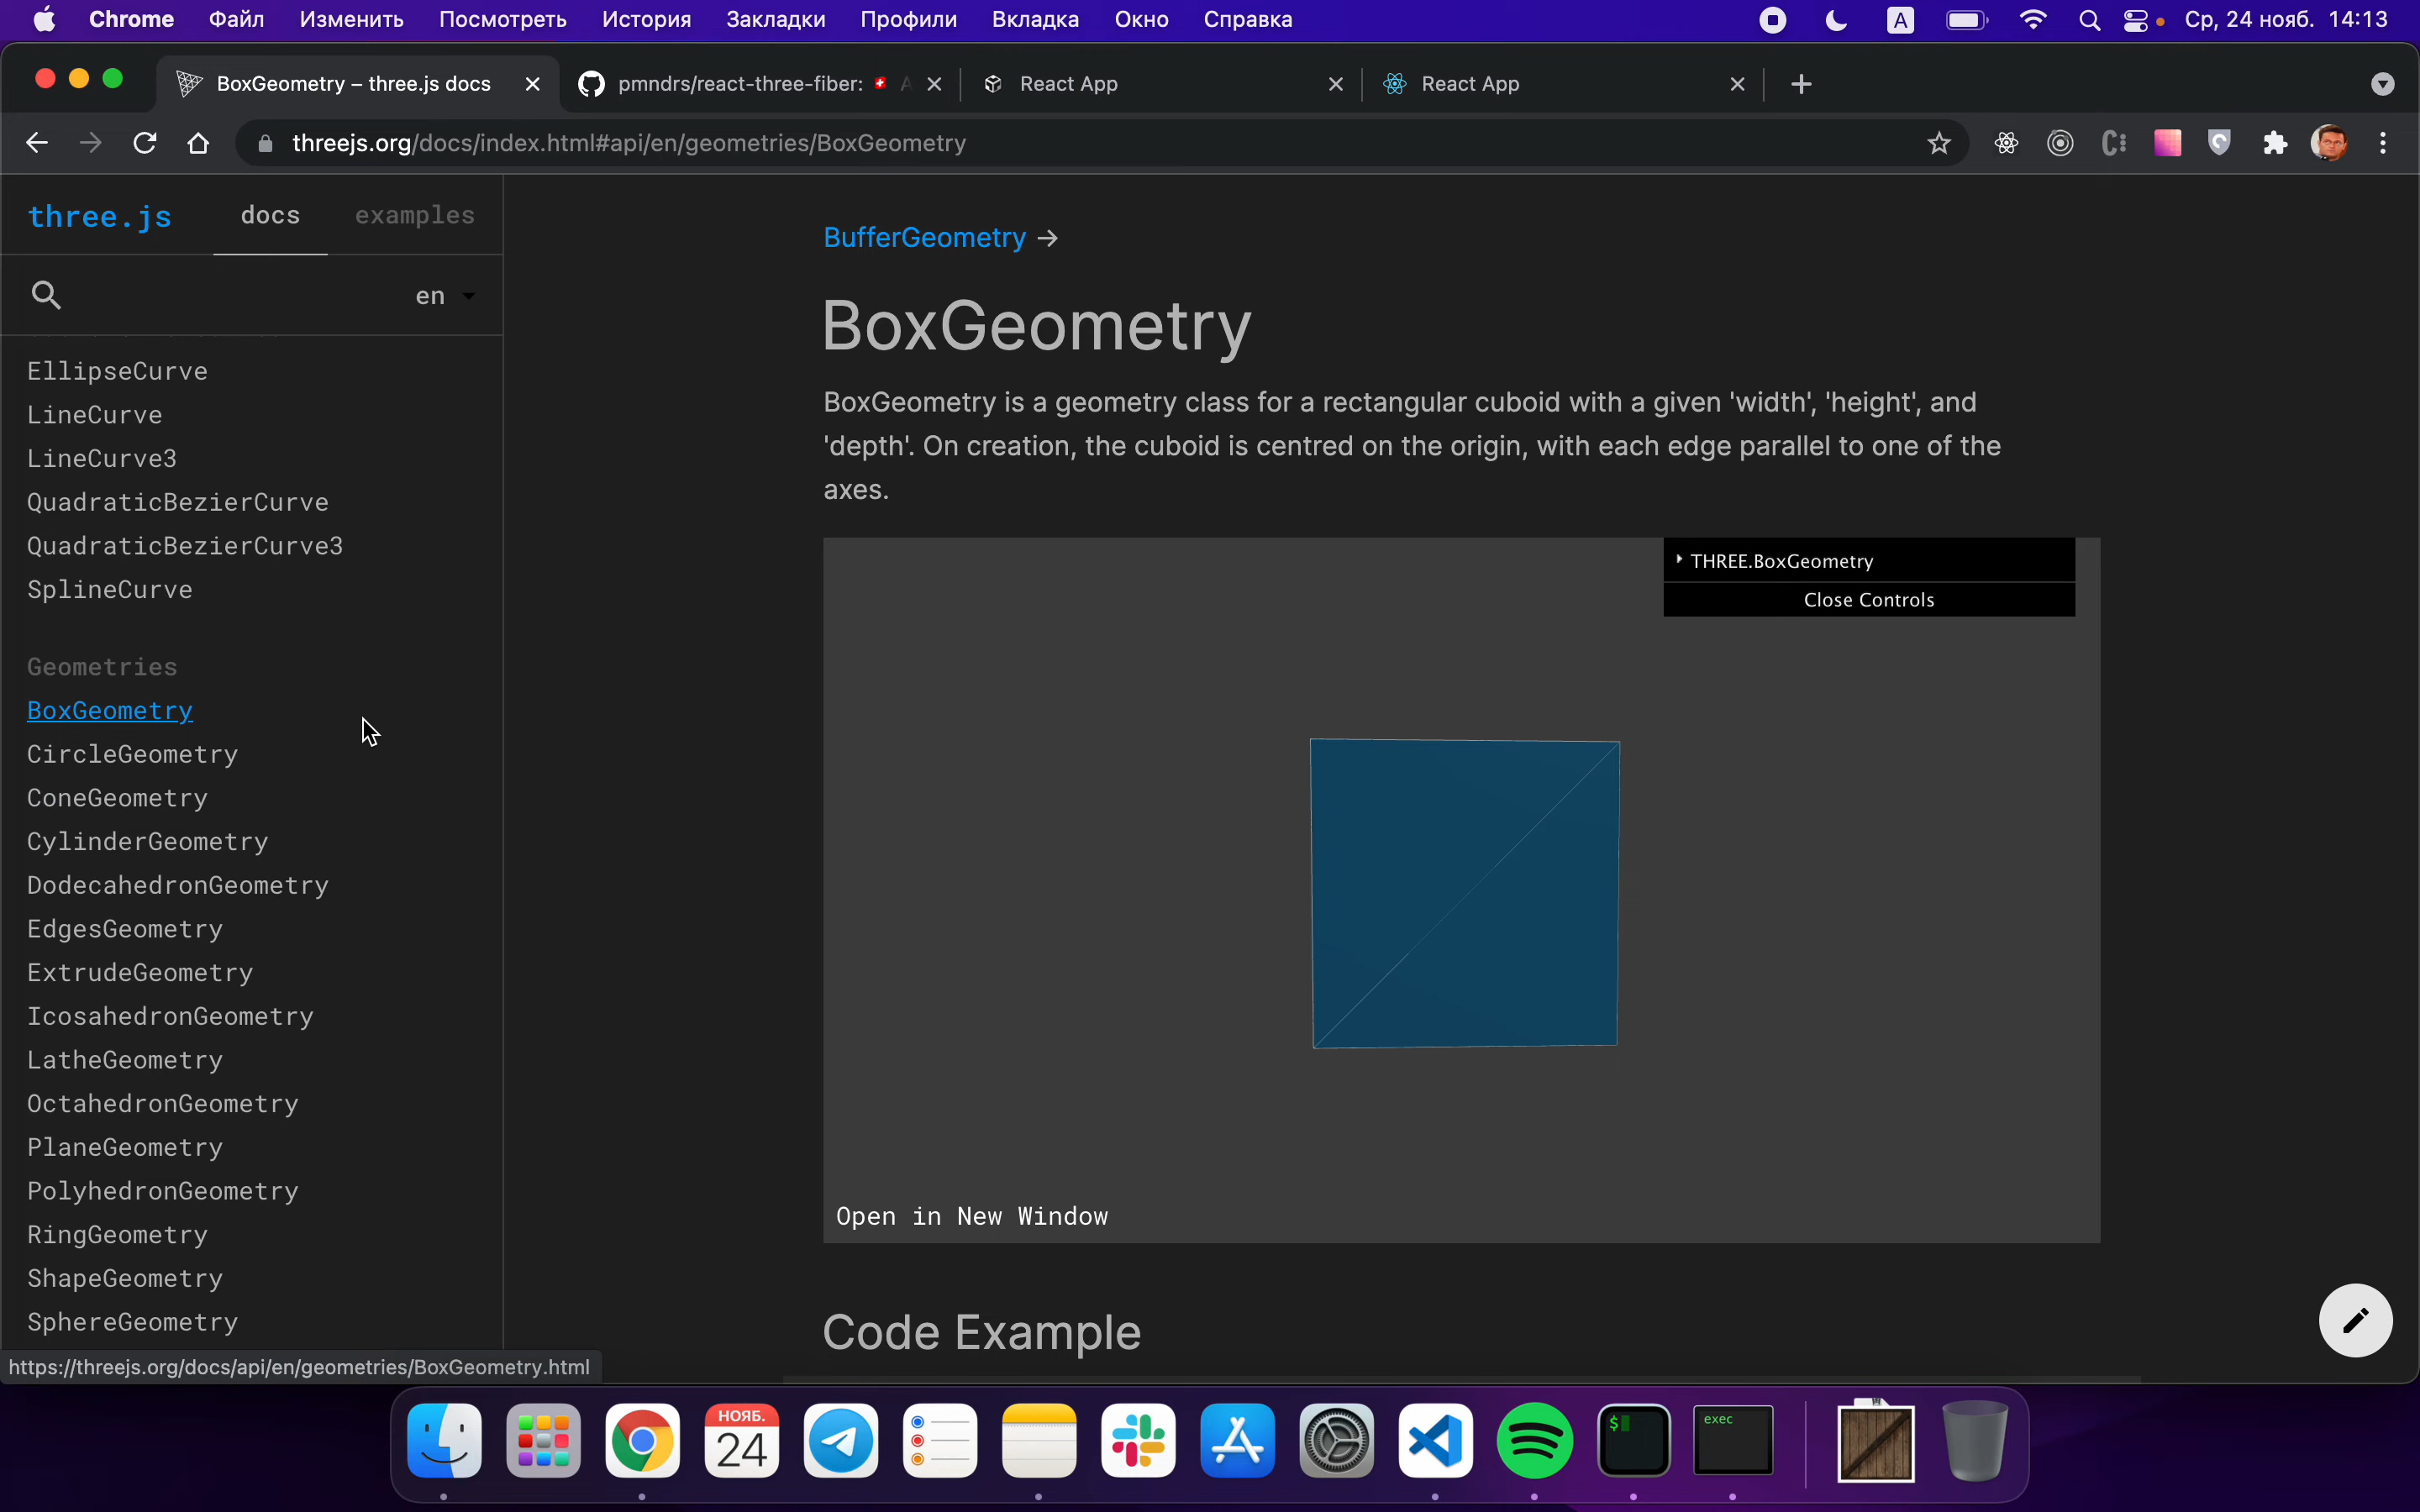 Chrome Файл Изменить Посмотреть История Закладки Профили Вкладка Окно Справка A Ср, 24 нояб. 14:13
BoxGeometry – three.js docs pmndrs/react-three-fiber: React App React App
threejs.org/docs/index.html#api/en/geometries/BoxGeometry
three.js docs examples
en
EllipseCurve
LineCurve
LineCurve3
QuadraticBezierCurve
QuadraticBezierCurve3
SplineCurve
Geometries
BoxGeometry
CircleGeometry
ConeGeometry
CylinderGeometry
DodecahedronGeometry
EdgesGeometry
ExtrudeGeometry
IcosahedronGeometry
LatheGeometry
OctahedronGeometry
PlaneGeometry
PolyhedronGeometry
RingGeometry
ShapeGeometry
SphereGeometry
https://threejs.org/docs/api/en/geometries/BoxGeometry.html
BufferGeometry →
BoxGeometry
BoxGeometry is a geometry class for a rectangular cuboid with a given 'width', 'height', and
'depth'. On creation, the cuboid is centred on the origin, with each edge parallel to one of the
axes.
THREE.BoxGeometry
Close Controls
Open in New Window
Code Example
НОЯБ.
24
$
exec